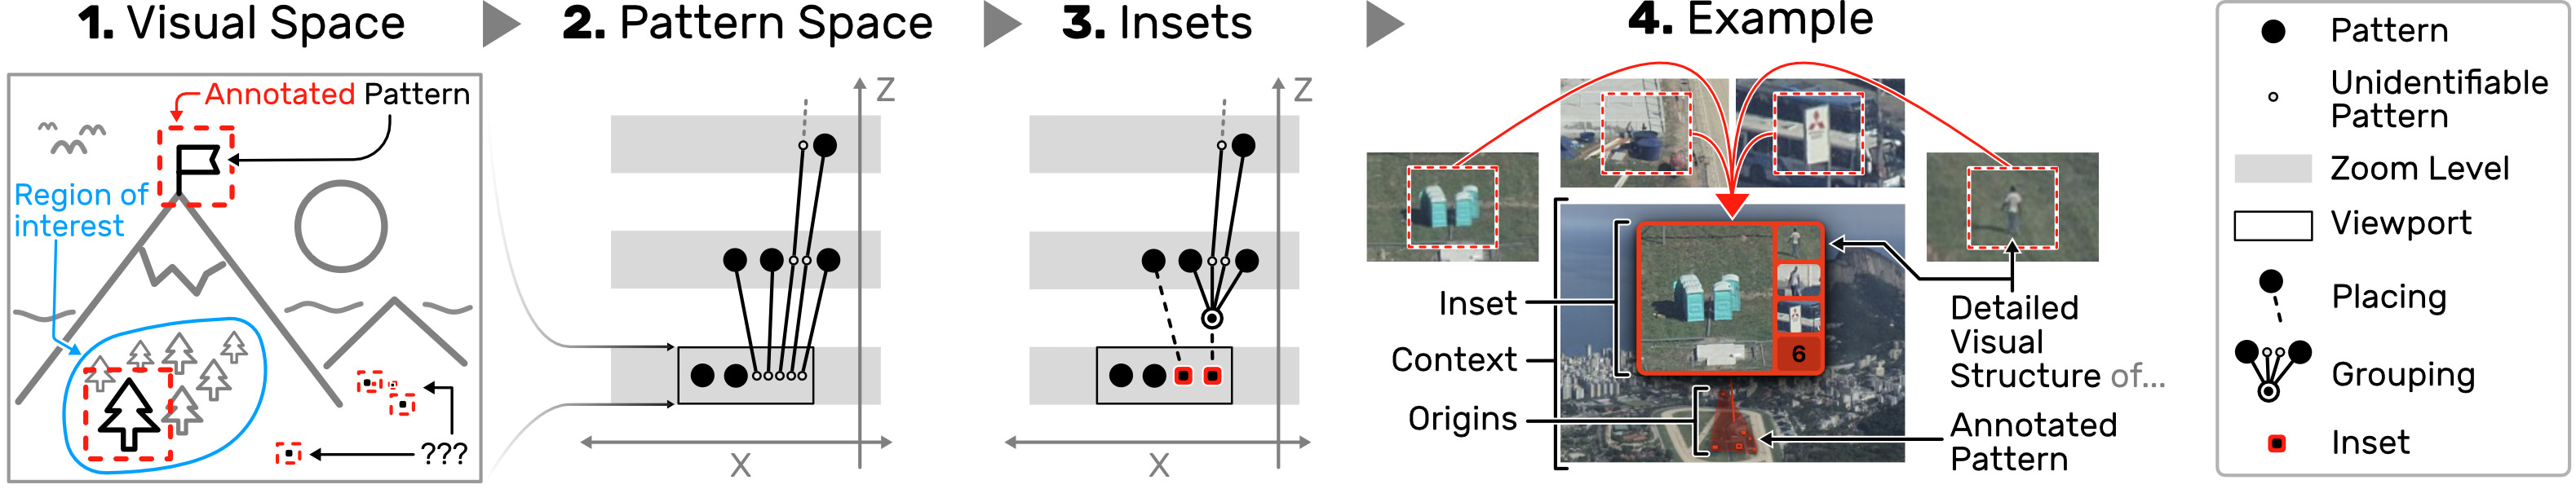 1. Visual Space
Annotated Pattern
Region of
interest
???
2. Pattern Space
Z
X
3. Insets
Z
X
4. Example
Inset
Context
Origins
6
Detailed
Visual
Structure of...
Annotated
Pattern
Pattern
Unidentifiable
Pattern
Zoom Level
Viewport
Placing
Grouping
Inset